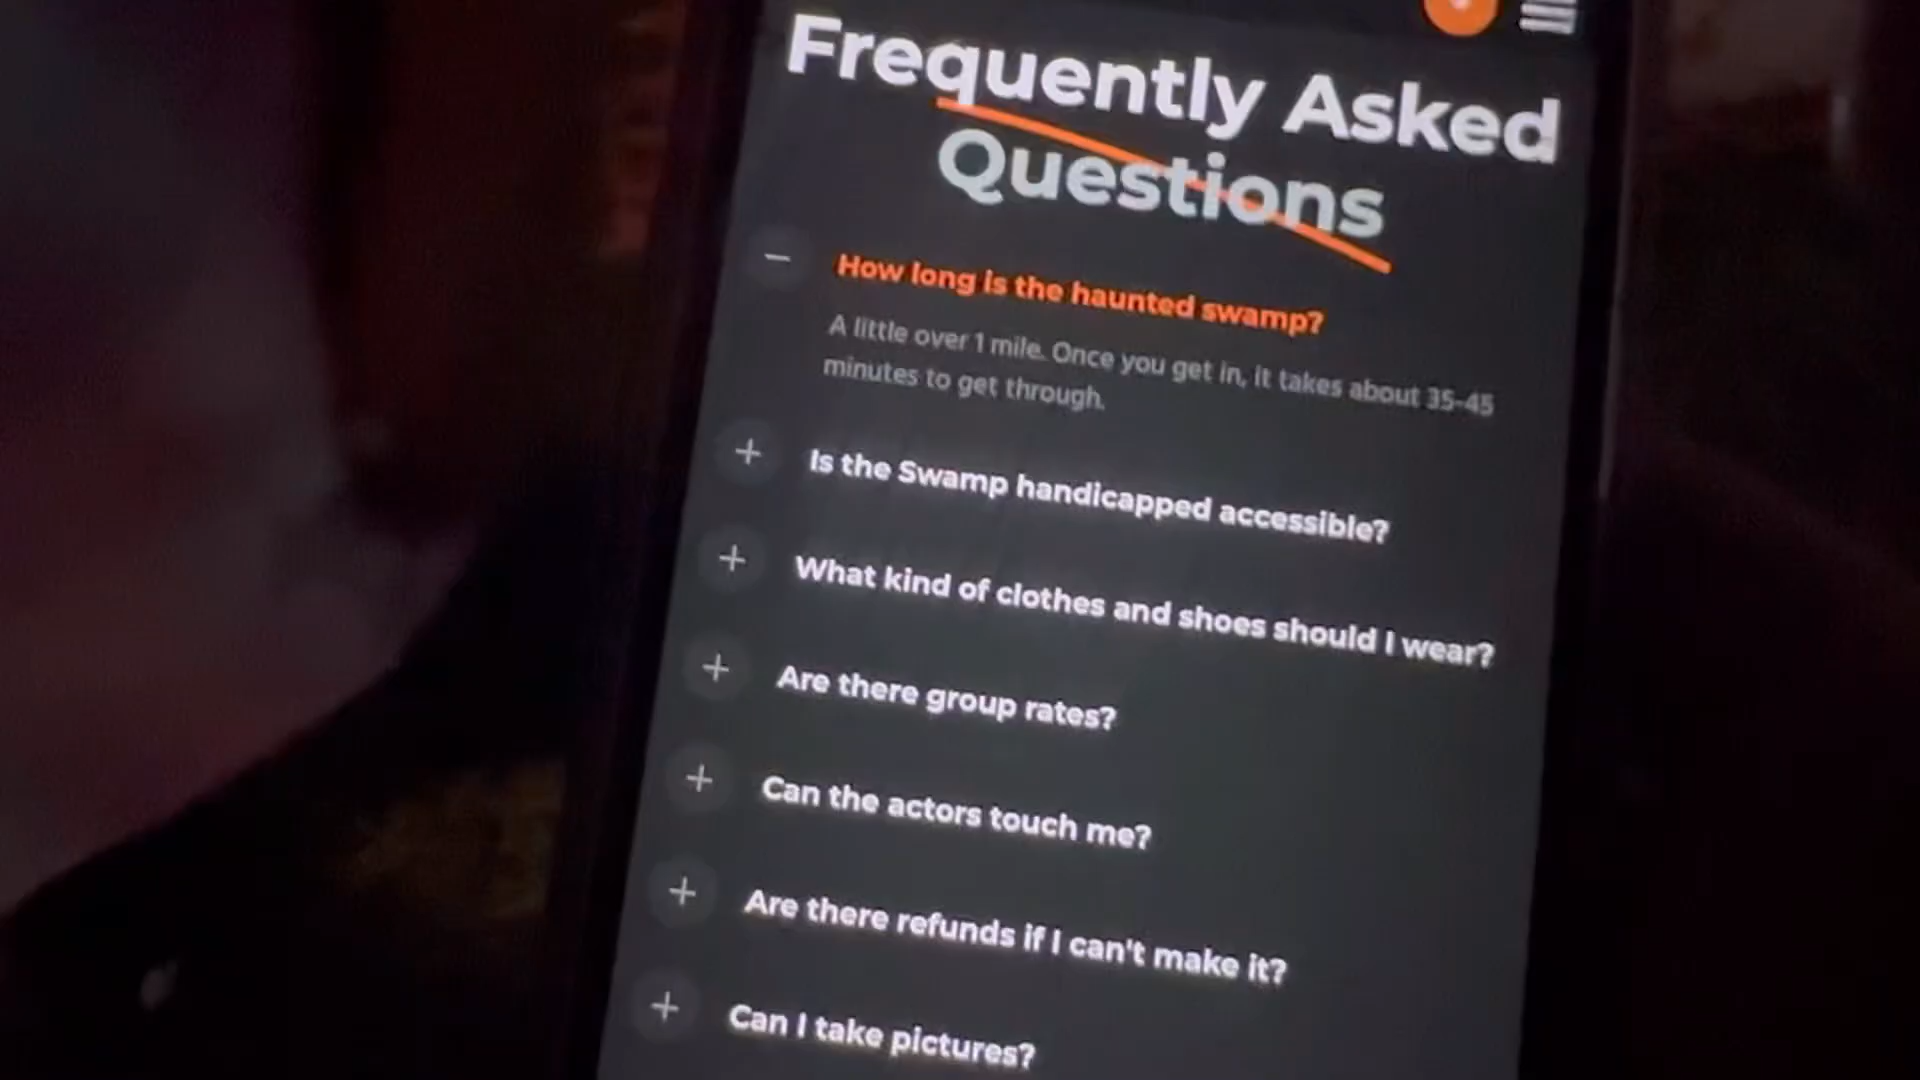 Frequently Asked
Questions
How long is the haunted swamp?
A little over 1 mile. Once you get in, it takes about 35-45
minutes to get through.
Is the Swamp handicapped accessible?
What kind of clothes and shoes should I wear?
Are there group rates?
Can the actors touch me?
Are there refunds if I can't make it?
Can I take pictures?